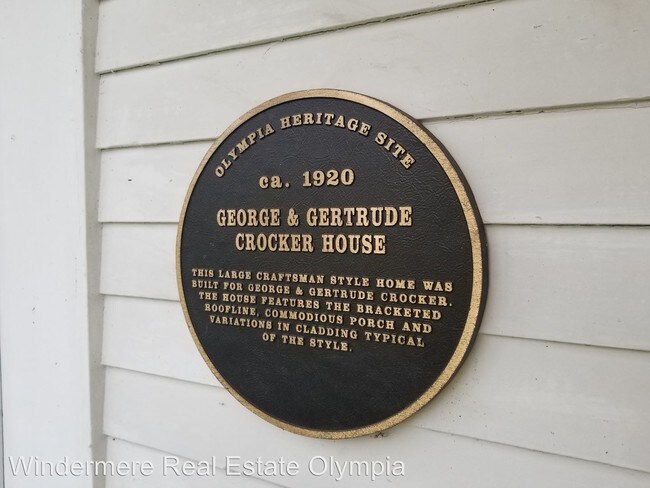 OLYMPIA HERITAGE SITE
ca. 1920
GEORGE & GERTRUDE
CROCKER HOUSE
THIS LARGE CRAFTSMAN STYLE HOME WAS
BUILT FOR GEORGE & GERTRUDE CROCKER.
THE HOUSE FEATURES THE BRACKETED
ROOFLINE, COMMODIOUS PORCH AND
VARIATIONS IN CLADDING TYPICAL
OF THE STYLE.
Windermere Real Estate Olympia